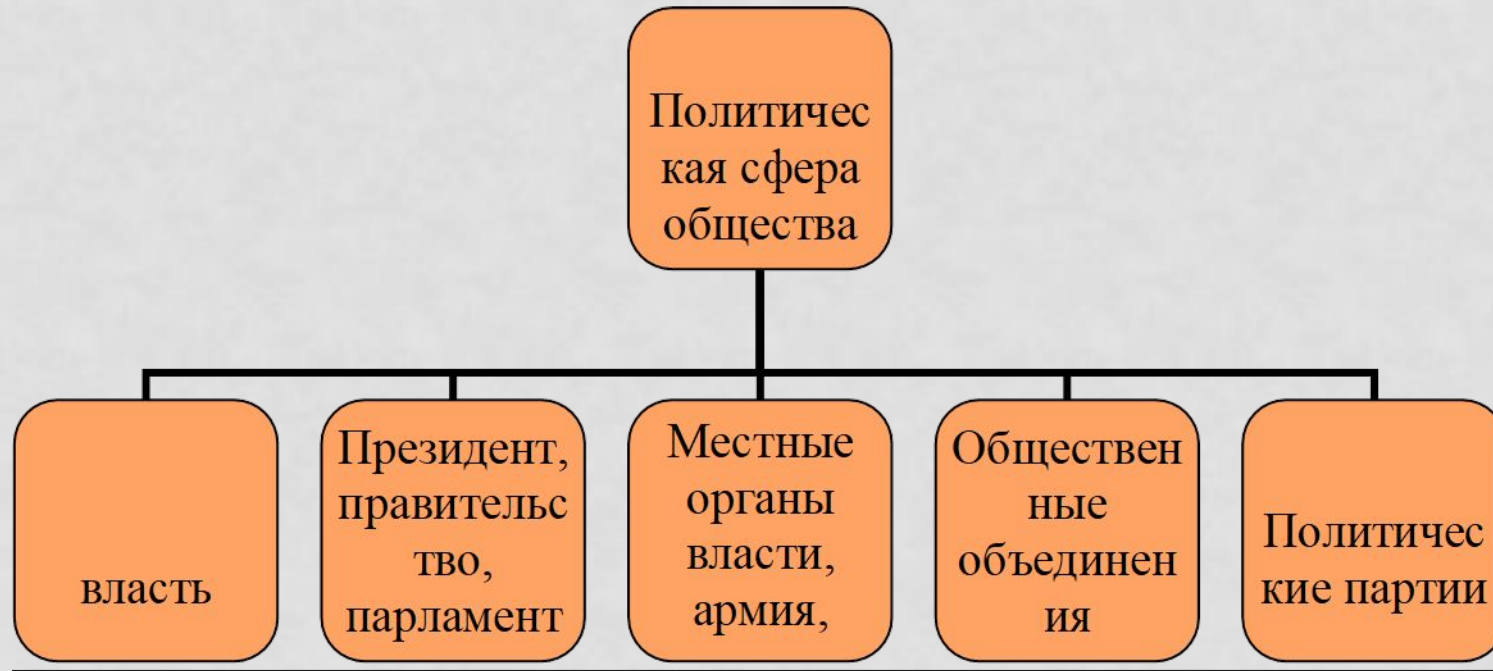 Политичес
кая сфера
общества
власть
Президент,
правительс
тво,
парламент
Местные
органы
власти,
армия,
Обществен
ные
объединен
ия
Политичес
кие партии